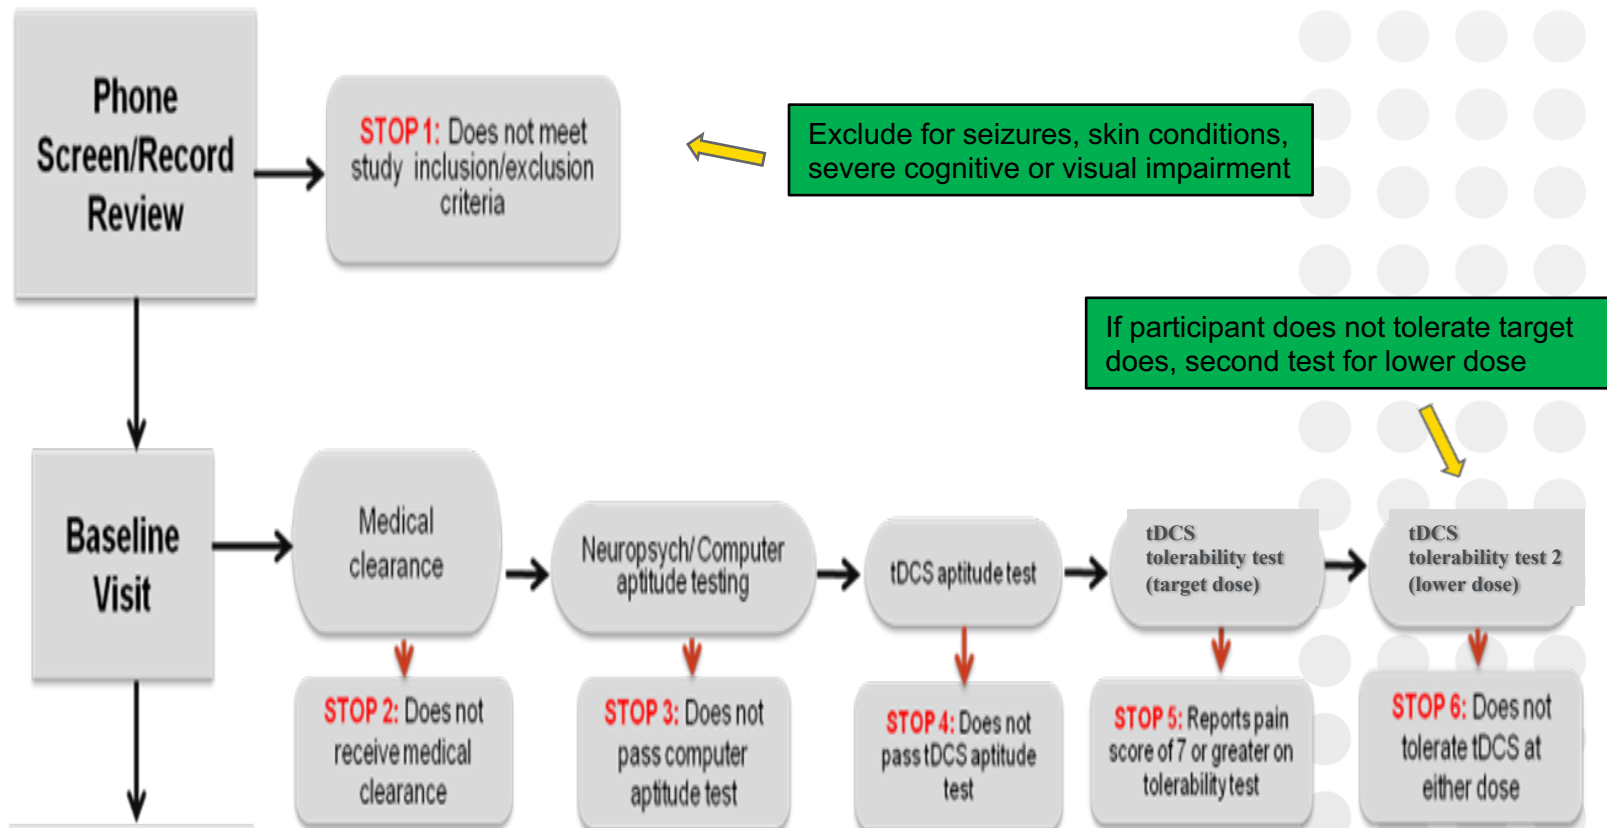 Phone
Screen/Record
Review
STOP 1: Does not meet
study inclusion/exclusion
criteria
Exclude for seizures, skin conditions,
severe cognitive or visual impairment
If participant does not tolerate target
does, second test for lower dose
Baseline
Visit
Medical
clearance
Neuropsych/Computer
aptitude testing
tDCS aptitude test
tDCS
tolerability test
(target dose)
tDCS
tolerability test 2
(lower dose)
STOP 2: Does not
receive medical
clearance
STOP 3: Does not
pass computer
aptitude test
STOP 4: Does not
pass tDCS aptitude
test
STOP 5: Reports pain
score of 7 or greater on
tolerability test
STOP 6: Does not
tolerate tDCS at
either dose